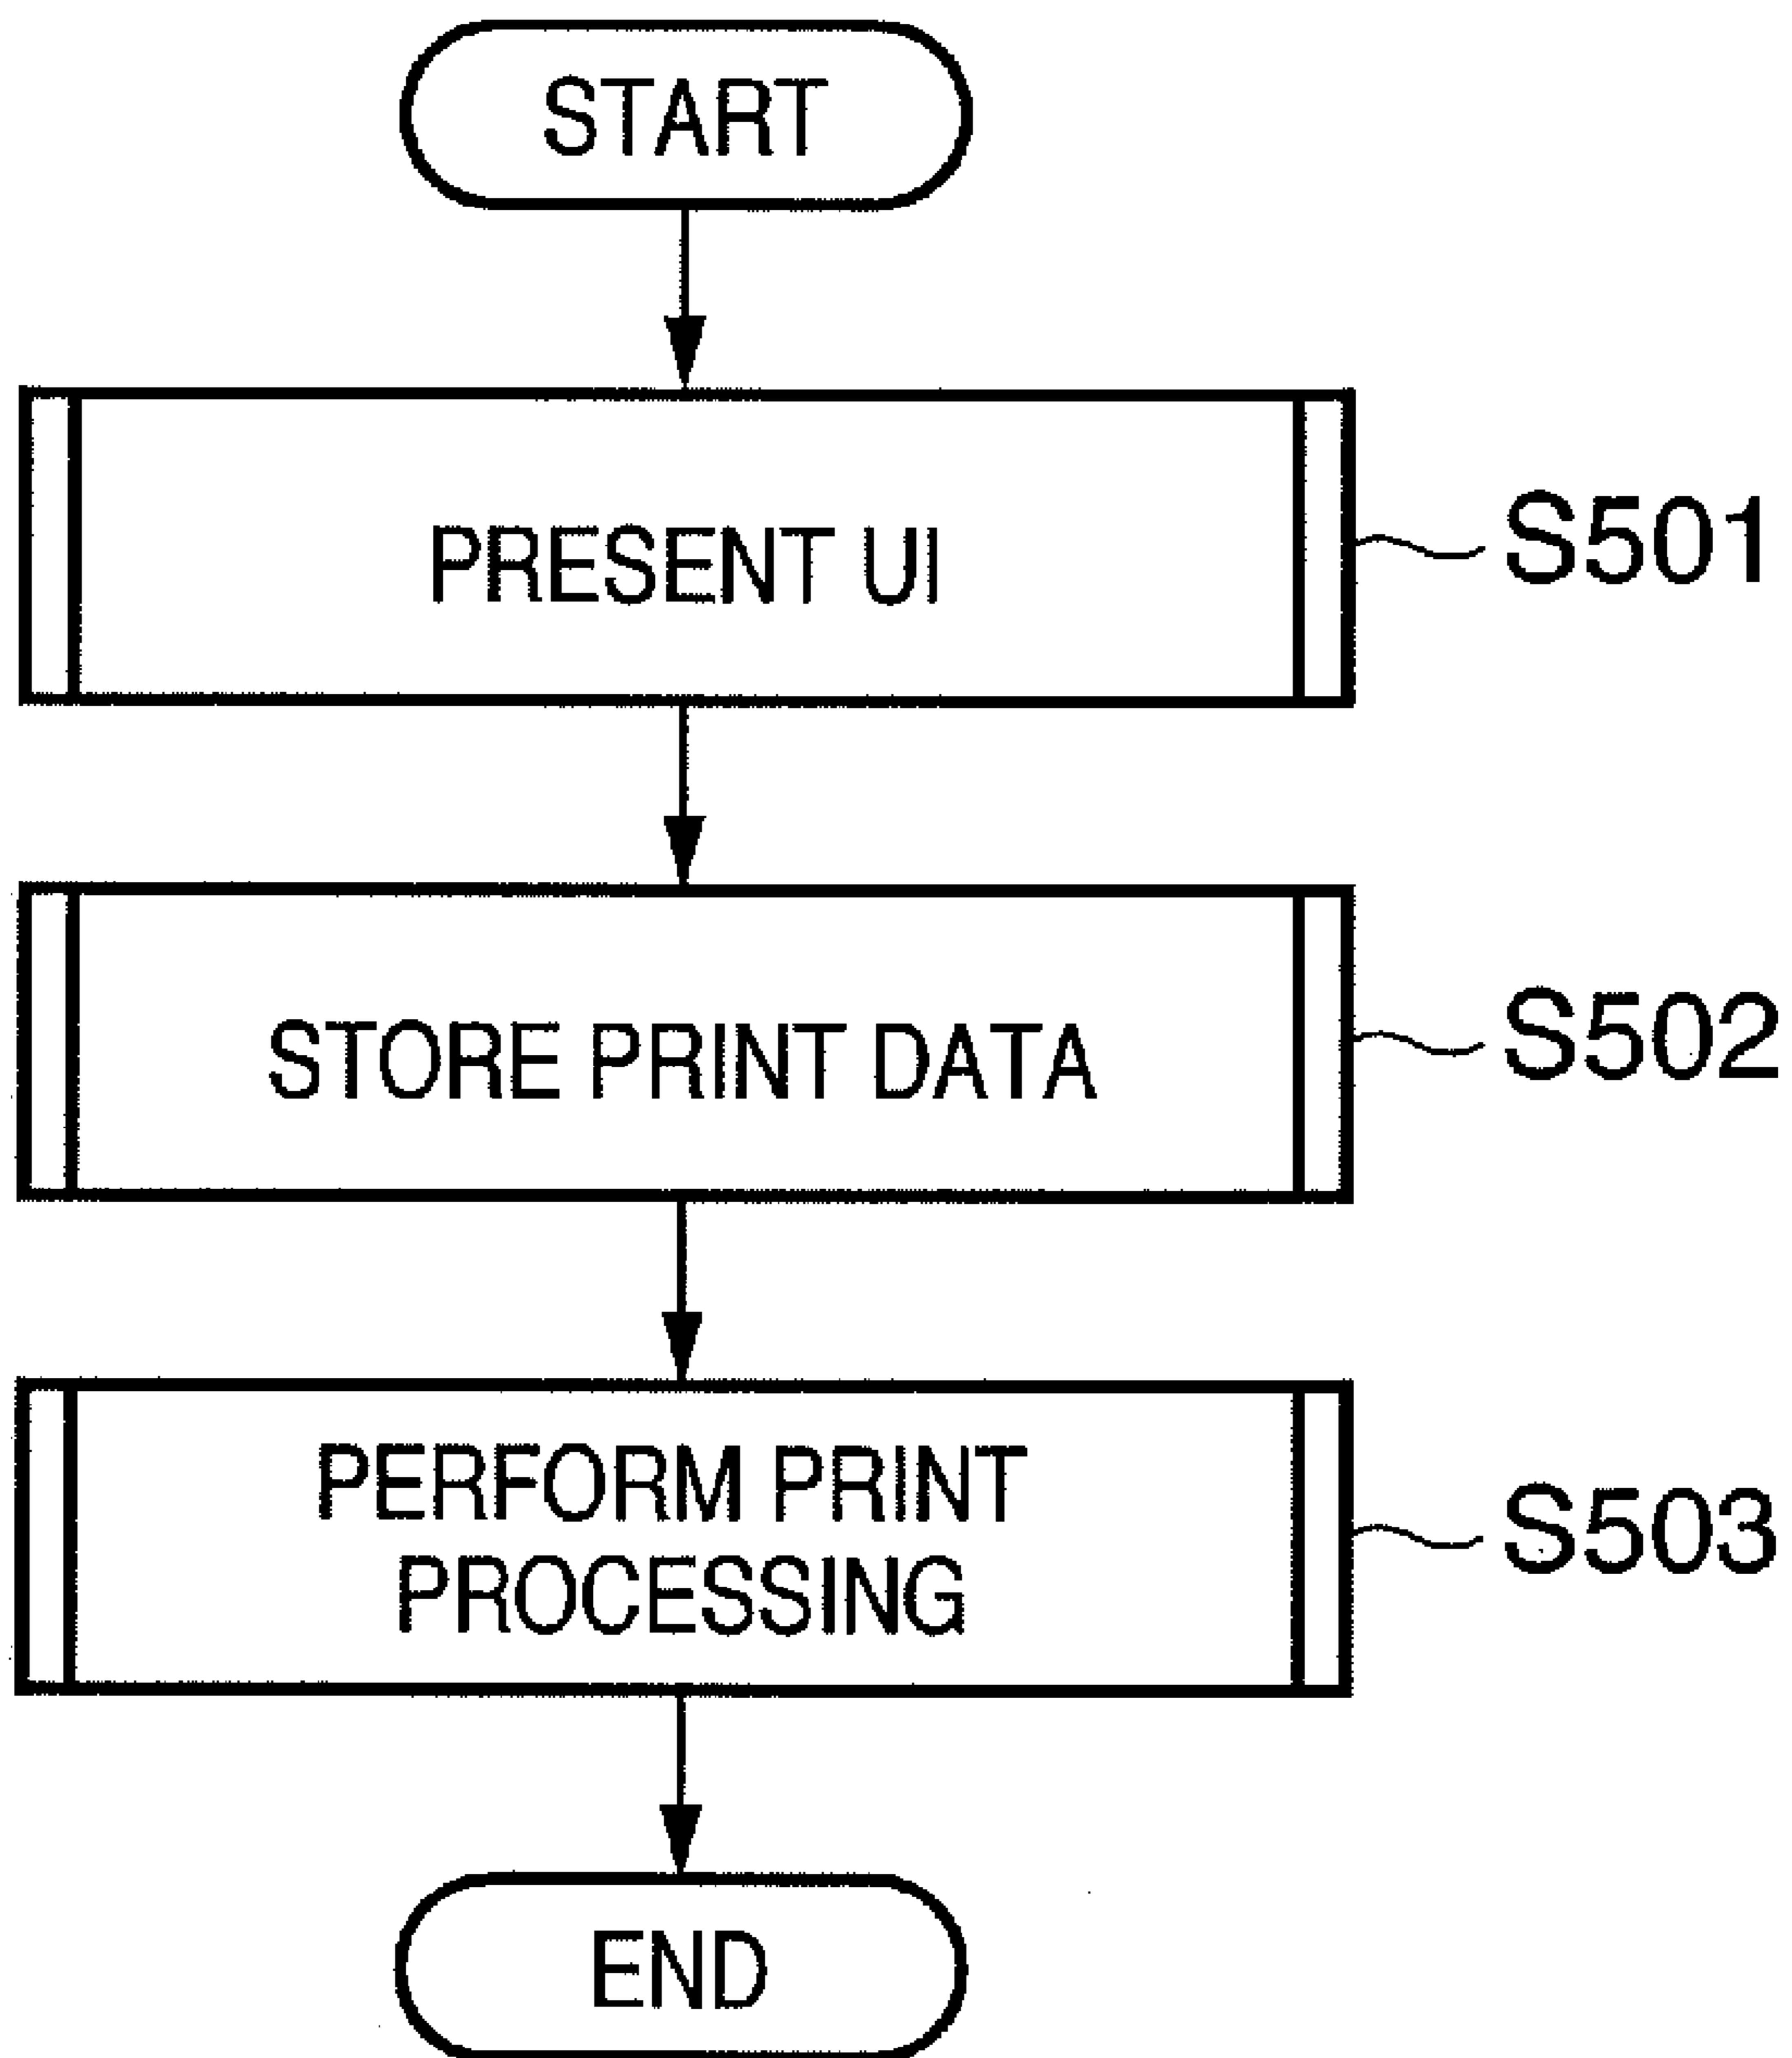 START
PRESENT UI
S501
STORE PRINT DATA
S502
PERFORM PRINT
PROCESSING
S503
END